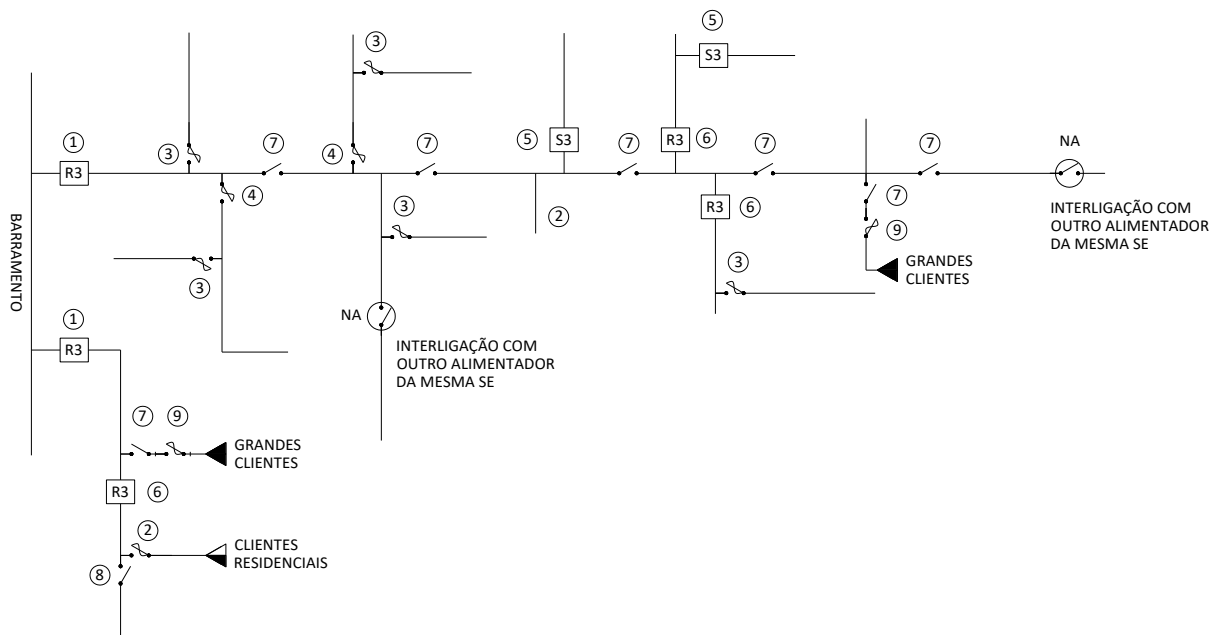 5
3
S3
1
7
7
5
7
6
7
7
NA
R3
3
4
S3
R3
4
3
2
R3
6
7
9
INTERLIGAÇÃO COM
OUTRO ALIMENTADOR
DA MESMA SE
GRANDES
CLIENTES
BARRAMENTO
3
3
1
NA
R3
INTERLIGAÇÃO COM
OUTRO ALIMENTADOR
DA MESMA SE
7
9
GRANDES
CLIENTES
R3
6
2
CLIENTES
RESIDENCIAIS
8